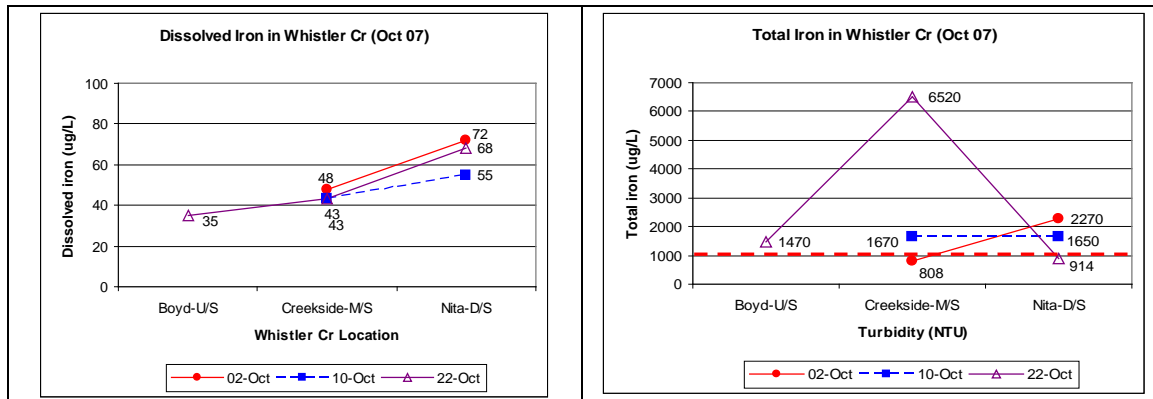 Dissolved Iron in Whistler Cr (Oct 07)
100
80
60
40
20
0
Dissolved iron (ug/L)
72
68
48
55
43
43
35
Boyd-U/S Creekside-M/S Nita-D/S
Whistler Cr Location
02-Oct 10-Oct 22-Oct
Total Iron in Whistler Cr (Oct 07)
7000
6000
5000
4000
3000
2000
1000
0
Total iron (ug/L)
6520
2270
1470 1670 1650
808 914
Boyd-U/S Creekside-M/S Nita-D/S
Turbidity (NTU)
02-Oct 10-Oct 22-Oct